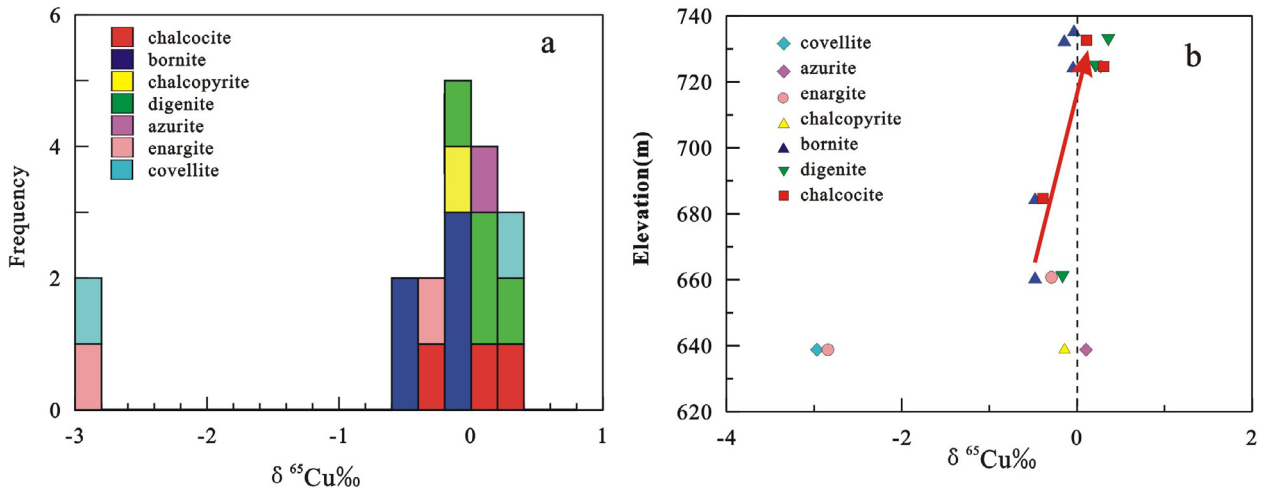 6
4
2
0
Frequency
chalcocite
bornite
chalcopyrite
digenite
azurite
enargite
covellite
a
-3
-2
-1
0
1
δ ⁶⁵Cu‰
740
720
700
680
660
640
620
Elevation(m)
covellite
azurite
enargite
chalcopyrite
bornite
digenite
chalcocite
b
-4
-2
0
2
δ ⁶⁵Cu‰